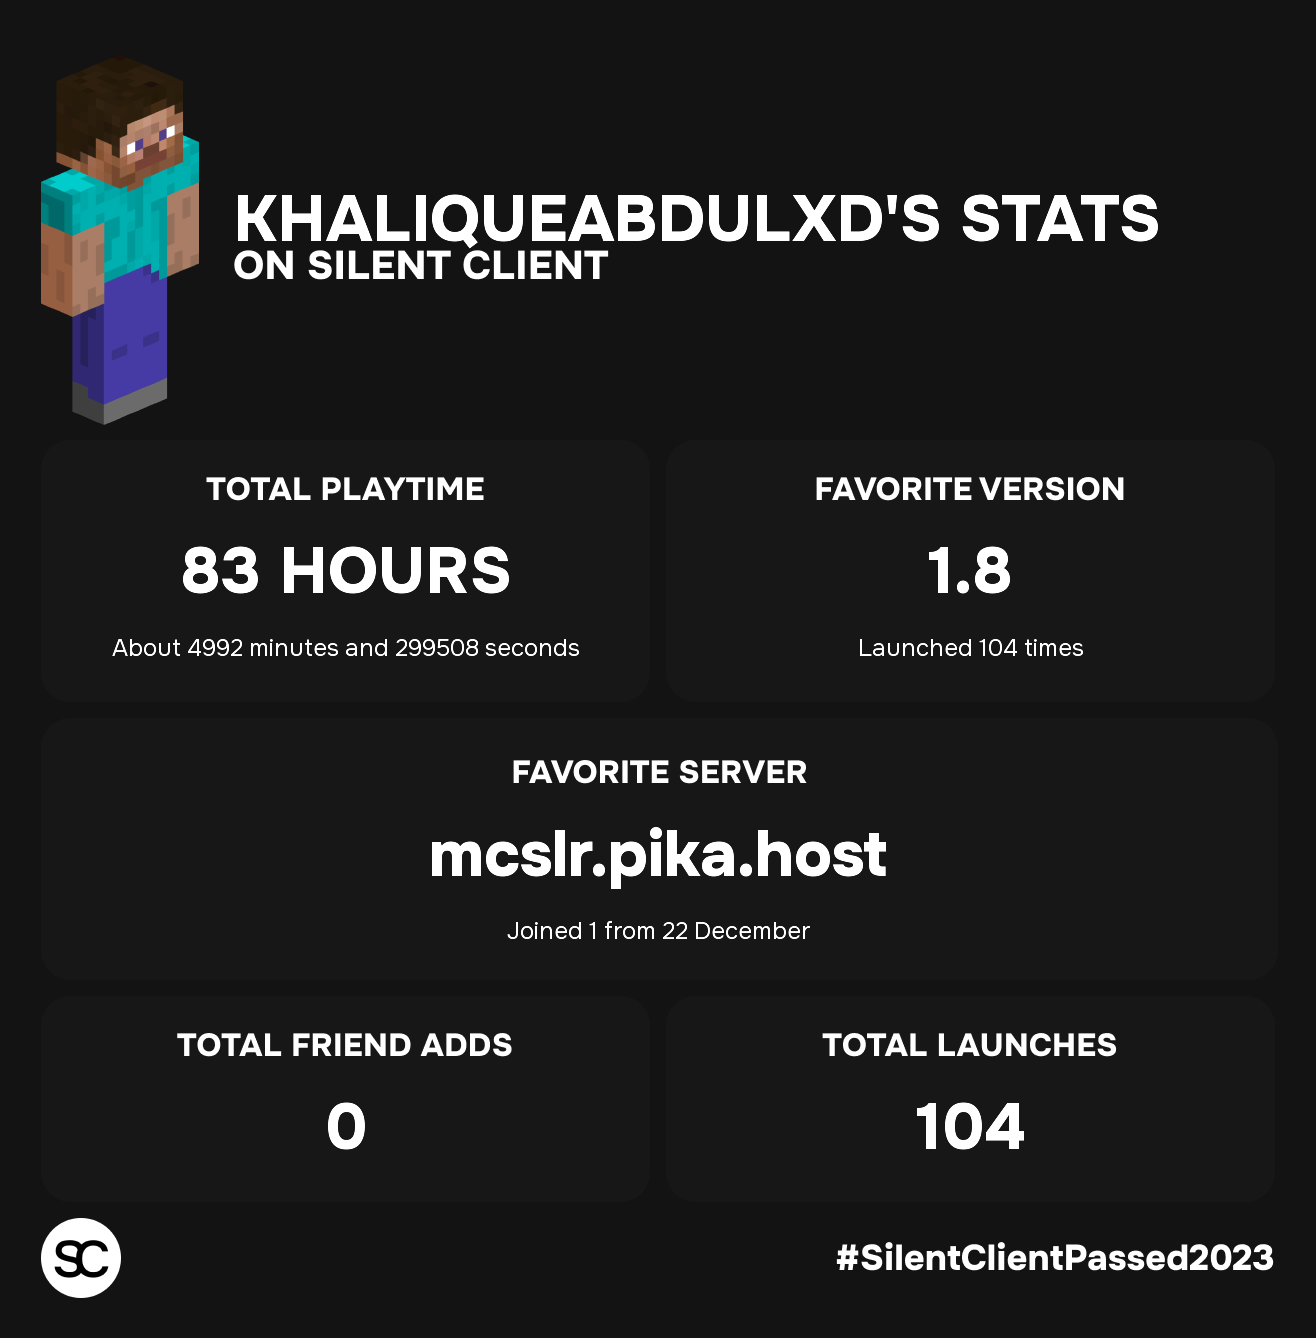 KHALIQUEABDULXD'S STATS
ON SILENT CLIENT
TOTAL PLAYTIME
83 HOURS
About 4992 minutes and 299508 seconds
FAVORITE VERSION
1.8
Launched 104 times
FAVORITE SERVER
mcslr.pika.host
Joined 1 from 22 December
TOTAL FRIEND ADDS
0
TOTAL LAUNCHES
104
SC
#SilentClientPassed2023